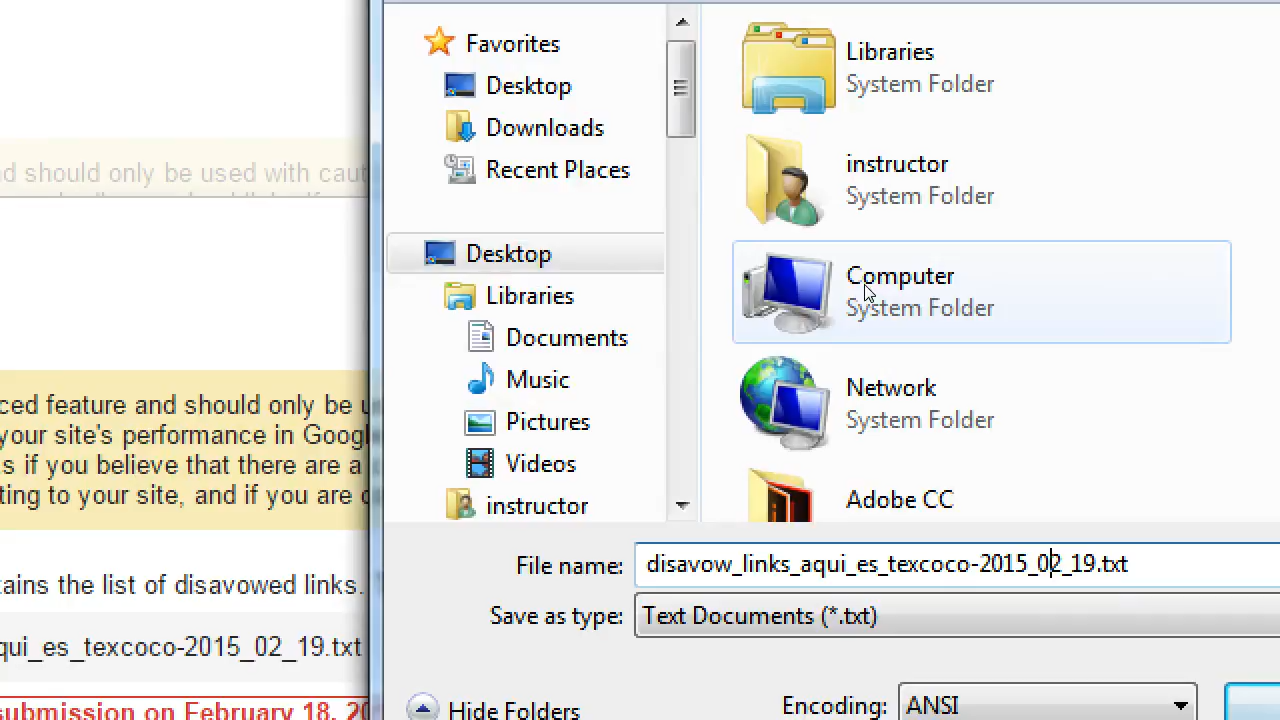 nd should only be used with caut
ced feature and should only be u
your site's performance in Googl
s if you believe that there are a
ting to your site, and if you are
tains the list of disavowed links.
qui_es_texcoco-2015_02_19.txt
submission on February 18, 20
Favorites
Desktop
Downloads
Recent Places
Desktop
Libraries
Documents
Music
Pictures
Videos
instructor
Libraries
System Folder
instructor
System Folder
Computer
System Folder
Network
System Folder
Adobe CC
File name: disavow_links_aqui_es_texcoco-2015_02_19.txt
Save as type: Text Documents (*.txt)
Hide Folders
Encoding: ANSI